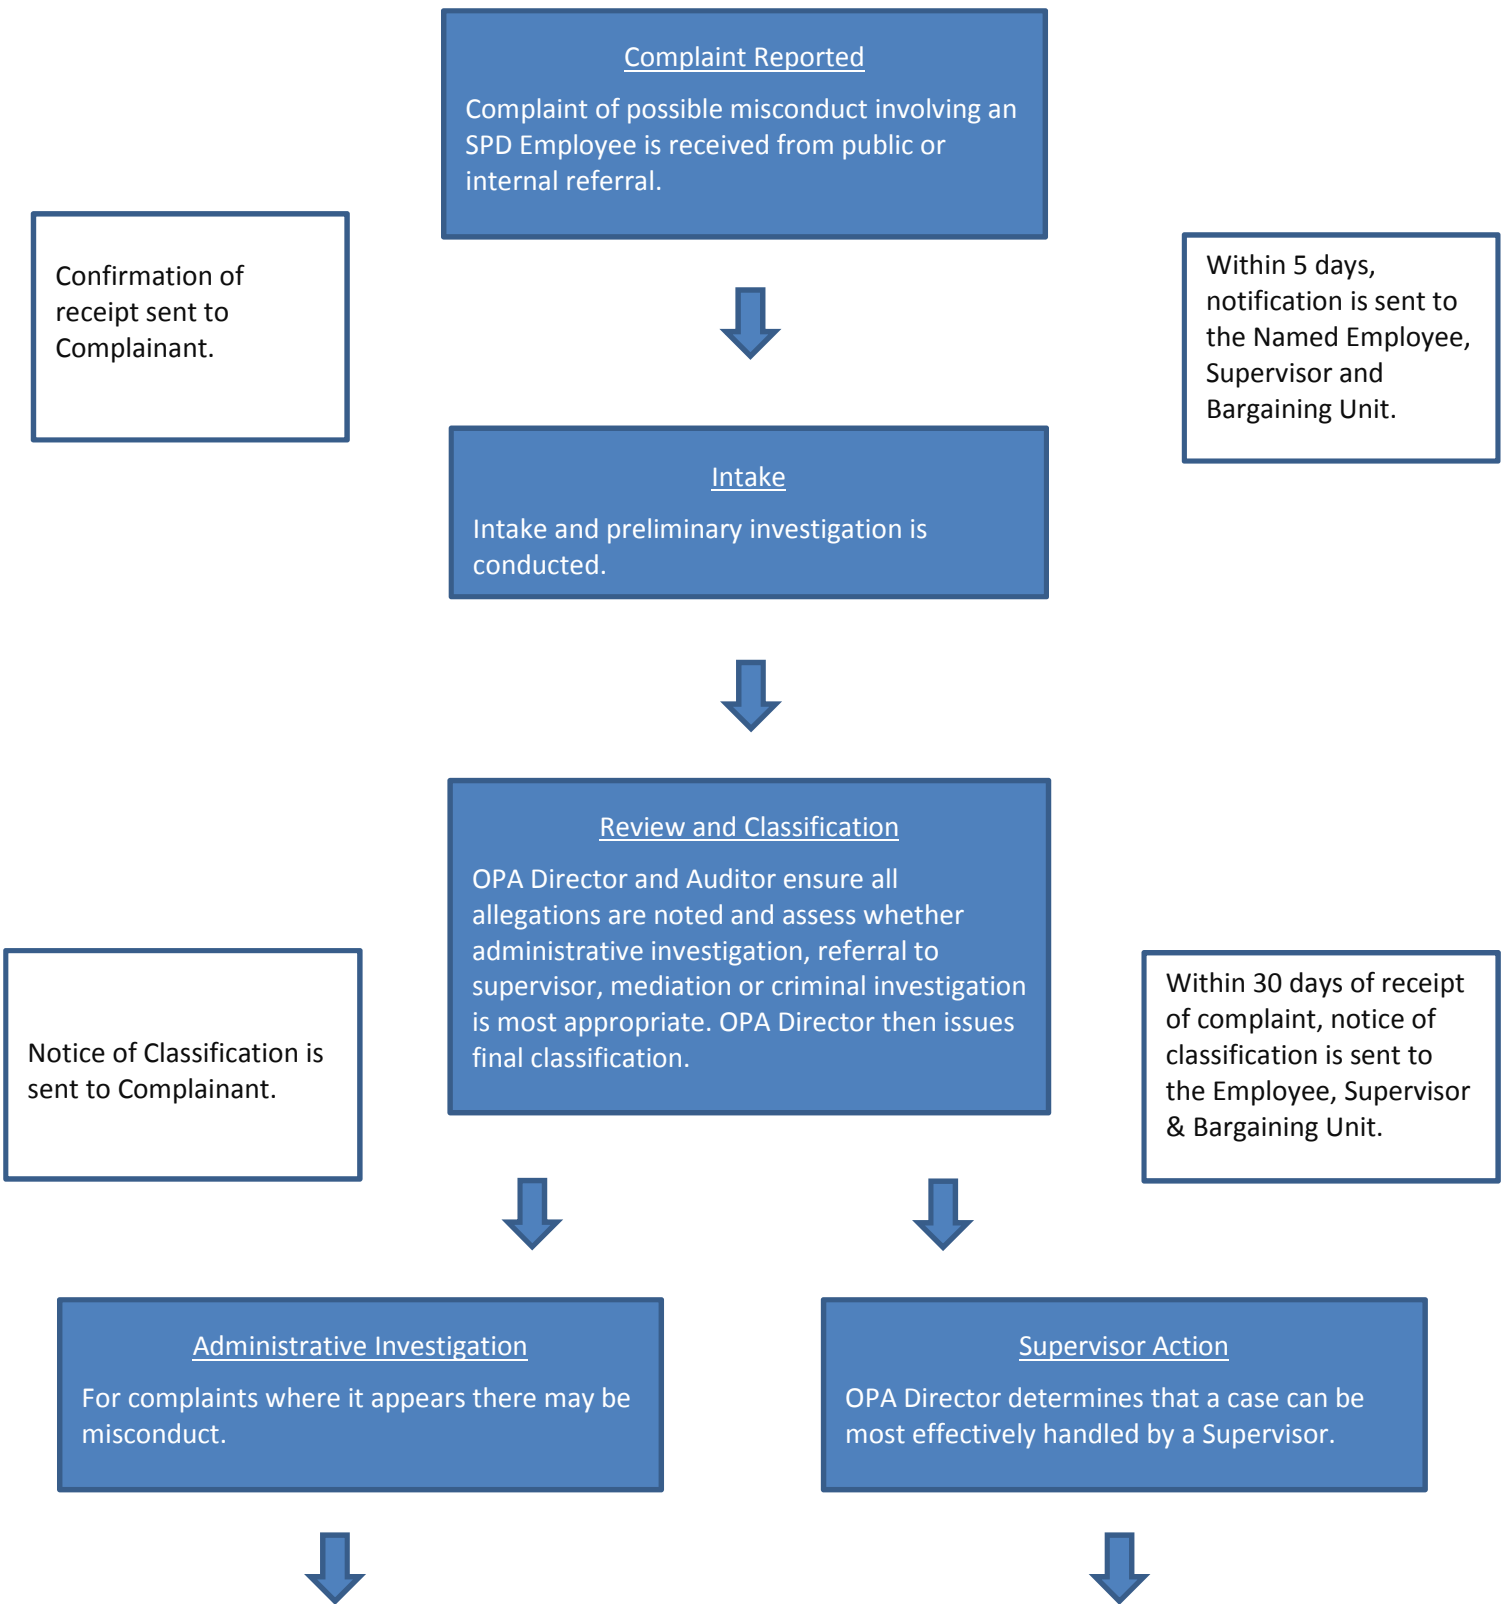 Complaint Reported
Complaint of possible misconduct involving an
SPD Employee is received from public or
internal referral.
Confirmation of
receipt sent to
Complainant.
Within 5 days,
notification is sent to
the Named Employee,
Supervisor and
Bargaining Unit.
Intake
Intake and preliminary investigation is
conducted.
Review and Classification
OPA Director and Auditor ensure all
allegations are noted and assess whether
administrative investigation, referral to
supervisor, mediation or criminal investigation
is most appropriate. OPA Director then issues
final classification.
Notice of Classification is
sent to Complainant.
Within 30 days of receipt
of complaint, notice of
classification is sent to
the Employee, Supervisor
& Bargaining Unit.
Administrative Investigation
For complaints where it appears there may be
misconduct.
Supervisor Action
OPA Director determines that a case can be
most effectively handled by a Supervisor.